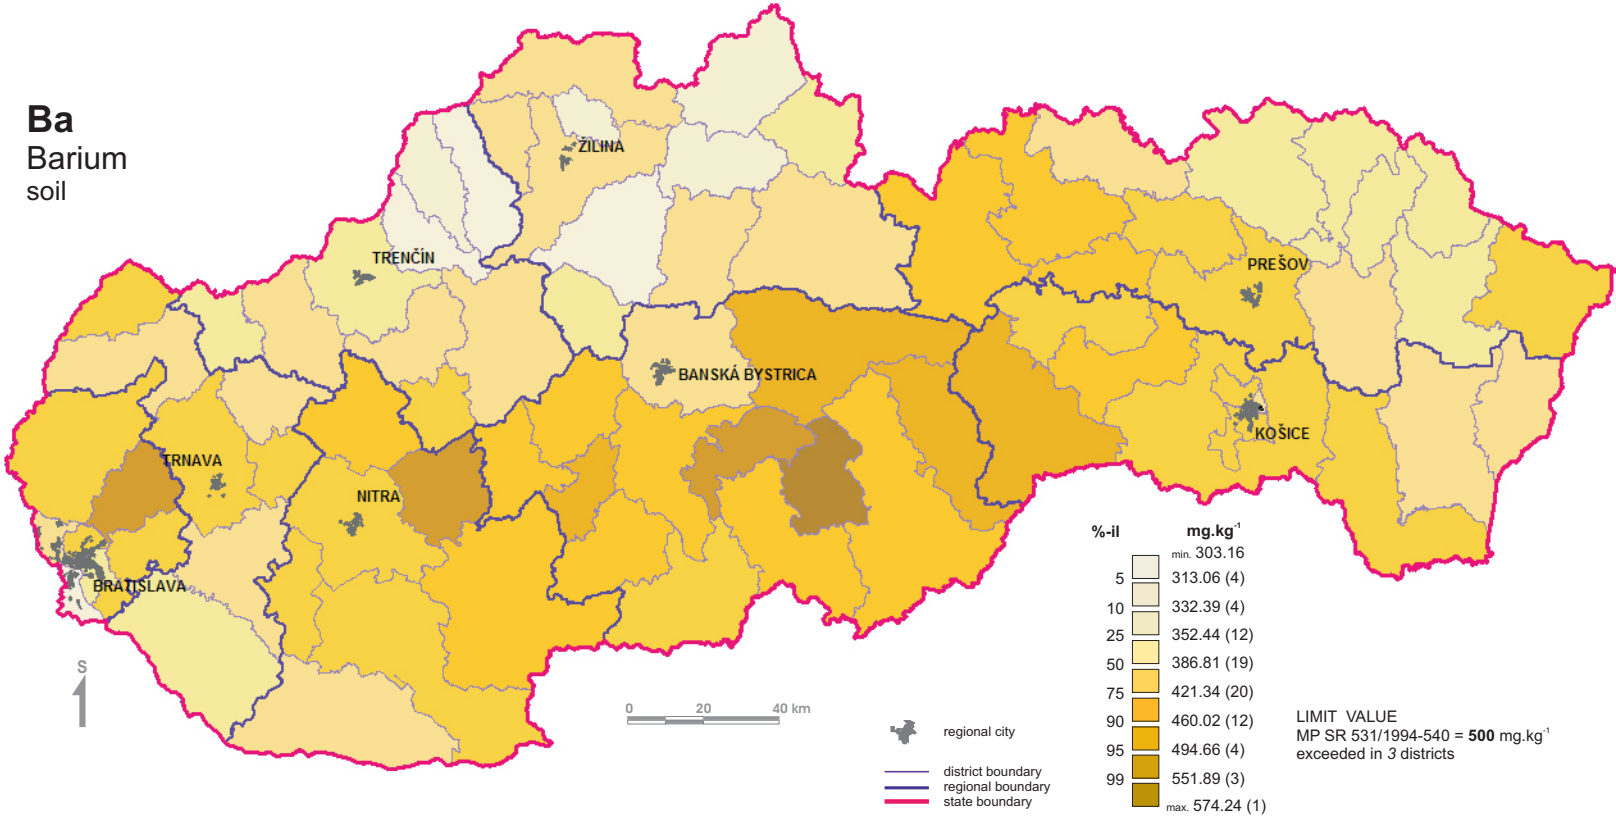 Ba
Barium
soil
ŽILINA
TRENČÍN
PREŠOV
BANSKÁ BYSTRICA
KOŠICE
TRNAVA
NITRA
BRATISLAVA
S
0 20 40 km
regional city
district boundary
regional boundary
state boundary
%-il mg.kg⁻¹
min. 303.16
5 313.06 (4)
10 332.39 (4)
25 352.44 (12)
50 386.81 (19)
75 421.34 (20)
90 460.02 (12)
95 494.66 (4)
99 551.89 (3)
max. 574.24 (1)
LIMIT VALUE
MP SR 531/1994-540 = 500 mg.kg⁻¹
exceeded in 3 districts